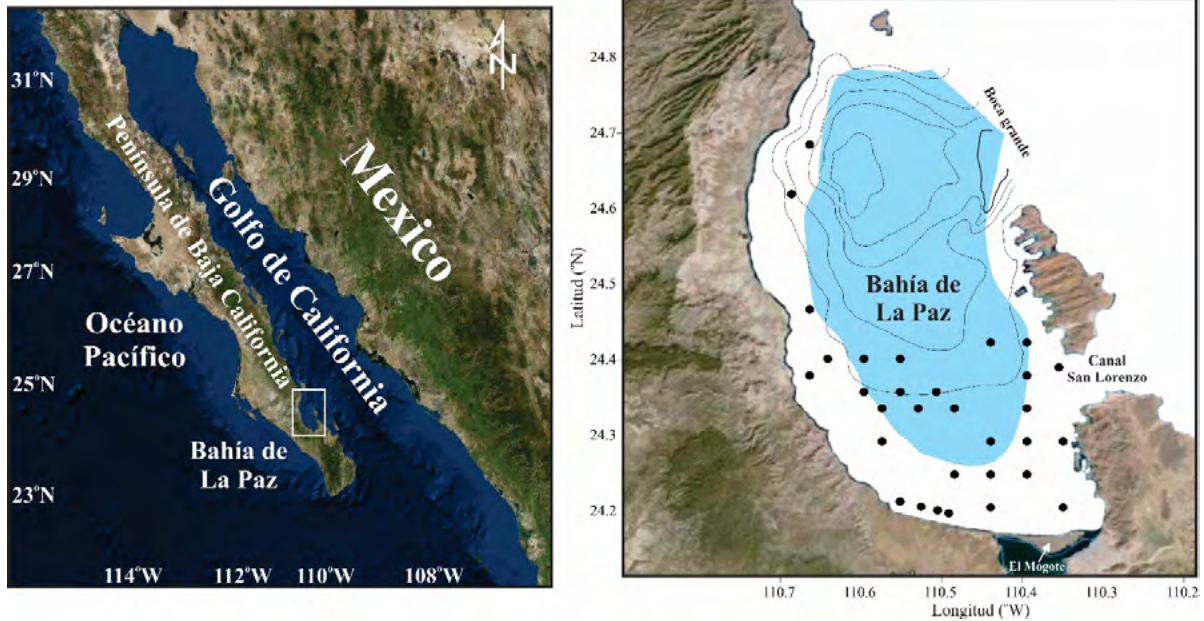 N
31°N
29°N
27°N
25°N
23°N
Península de Baja California
Golfo de California
Mexico
Océano
Pacífico
Bahía de
La Paz
114°W
112°W
110°W
108°W
24.8
24.7
24.6
24.5
24.4
24.3
24.2
Latitud (°N)
Boca grande
Bahía de
La Paz
Canal
San Lorenzo
El Mogote
110.7
110.6
110.5
110.4
110.3
110.2
Longitud (°W)